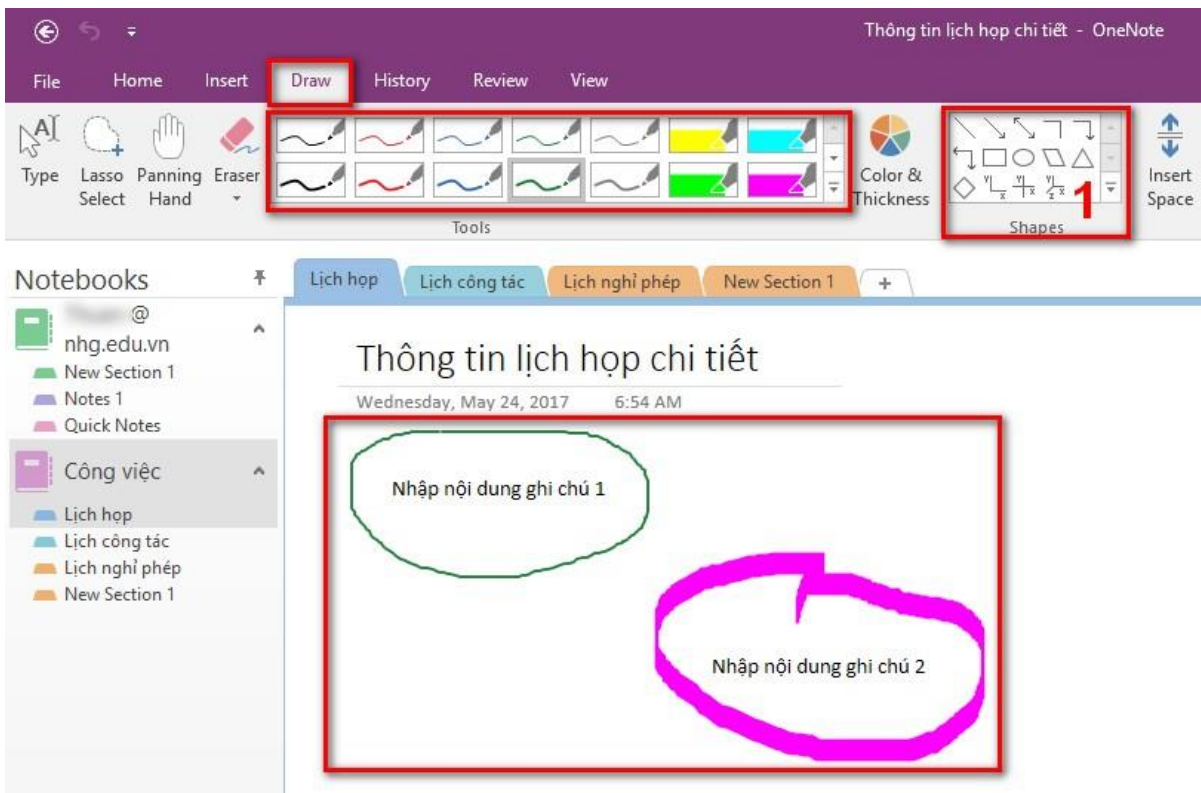 Thông tin lịch họp chi tiết - OneNote
File Home Insert Draw History Review View
Type
Lasso Select
Panning Hand
Eraser
Color & Thickness
Insert Space
Tools
Shapes
1
Notebooks
@
nhg.edu.vn
New Section 1
Notes 1
Quick Notes
Công việc
Lịch họp
Lịch công tác
Lịch nghỉ phép
New Section 1
Lịch họp Lịch công tác Lịch nghỉ phép New Section 1 +
Thông tin lịch họp chi tiết
Wednesday, May 24, 2017 6:54 AM
Nhập nội dung ghi chú 1
Nhập nội dung ghi chú 2